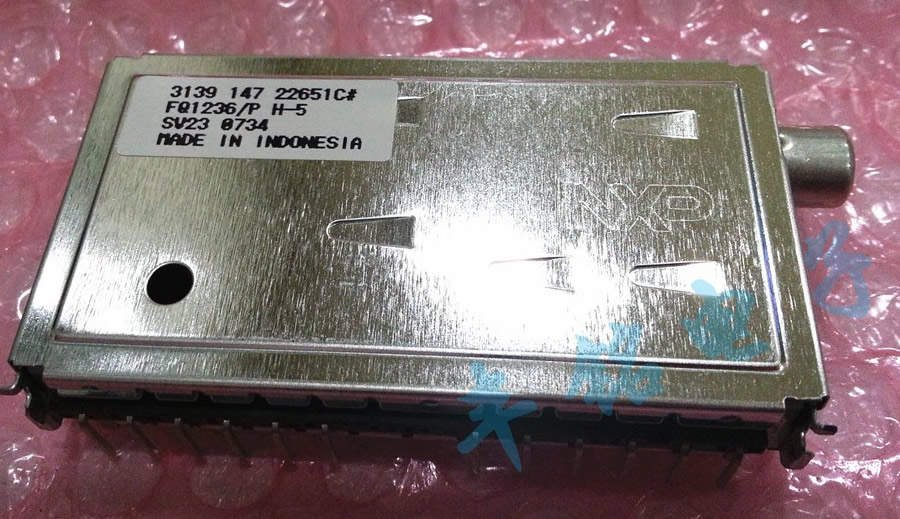 3139 147 22651C#
FQ1236/P H-5
SV23 0734
MADE IN INDONESIA
NXP